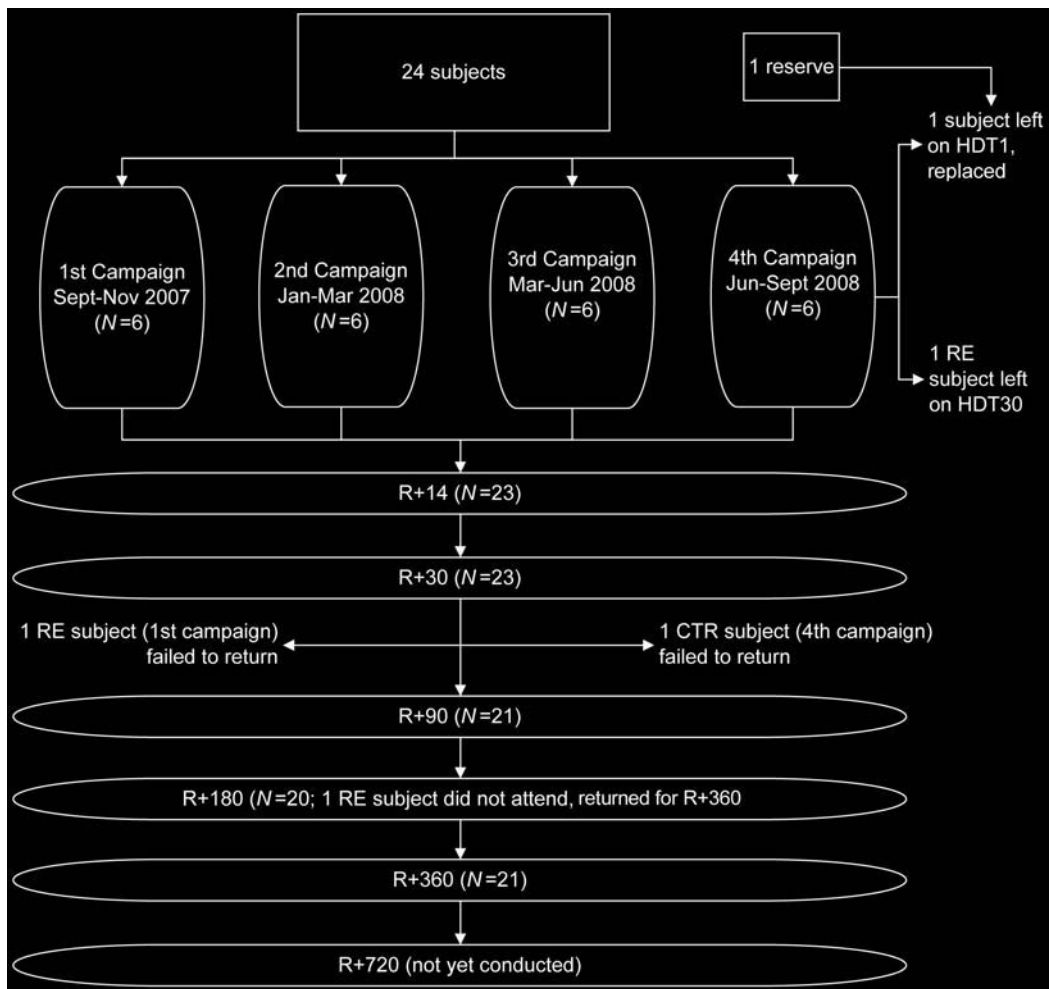 24 subjects
1 reserve
1 subject left
on HDT1,
replaced
1st Campaign
Sept-Nov 2007
(N=6)
2nd Campaign
Jan-Mar 2008
(N=6)
3rd Campaign
Mar-Jun 2008
(N=6)
4th Campaign
Jun-Sept 2008
(N=6)
1 RE
subject left
on HDT30
R+14 (N=23)
R+30 (N=23)
1 RE subject (1st campaign)
failed to return
1 CTR subject (4th campaign)
failed to return
R+90 (N=21)
R+180 (N=20; 1 RE subject did not attend, returned for R+360
R+360 (N=21)
R+720 (not yet conducted)